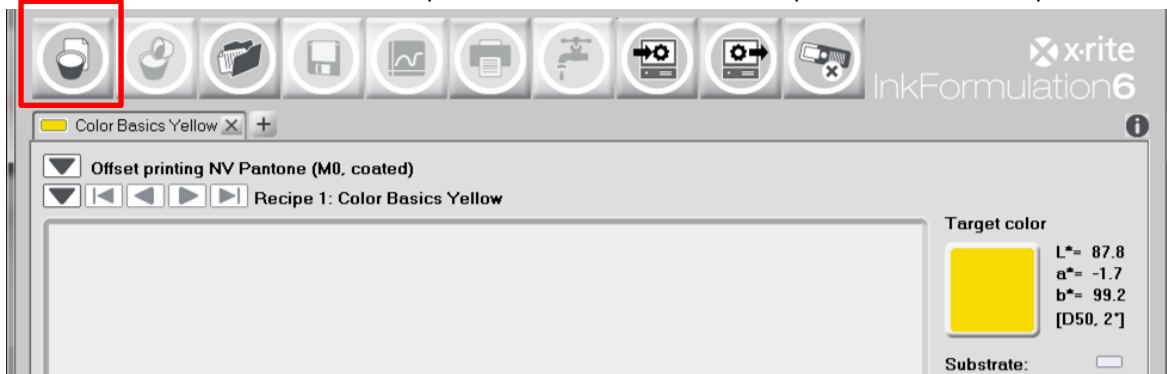 x·rite
InkFormulation6
Color Basics Yellow
Offset printing NV Pantone (M0, coated)
Recipe 1: Color Basics Yellow
Target color
L*= 87.8
a*= -1.7
b*= 99.2
[D50, 2°]
Substrate: